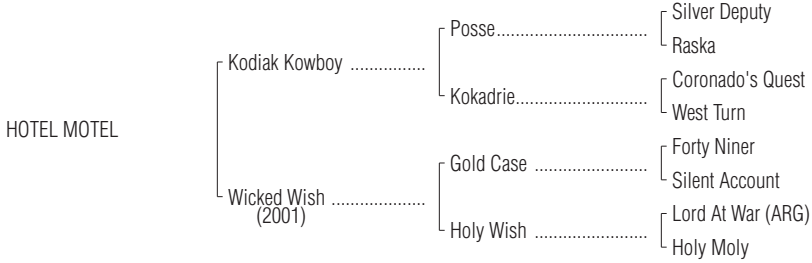 Silver Deputy
Posse................................
Raska
Kodiak Kowboy ................
Coronado's Quest
Kokadrie............................
West Turn
HOTEL MOTEL
Forty Niner
Gold Case ........................
Silent Account
Wicked Wish ....................
(2001)
Lord At War (ARG)
Holy Wish ........................
Holy Moly